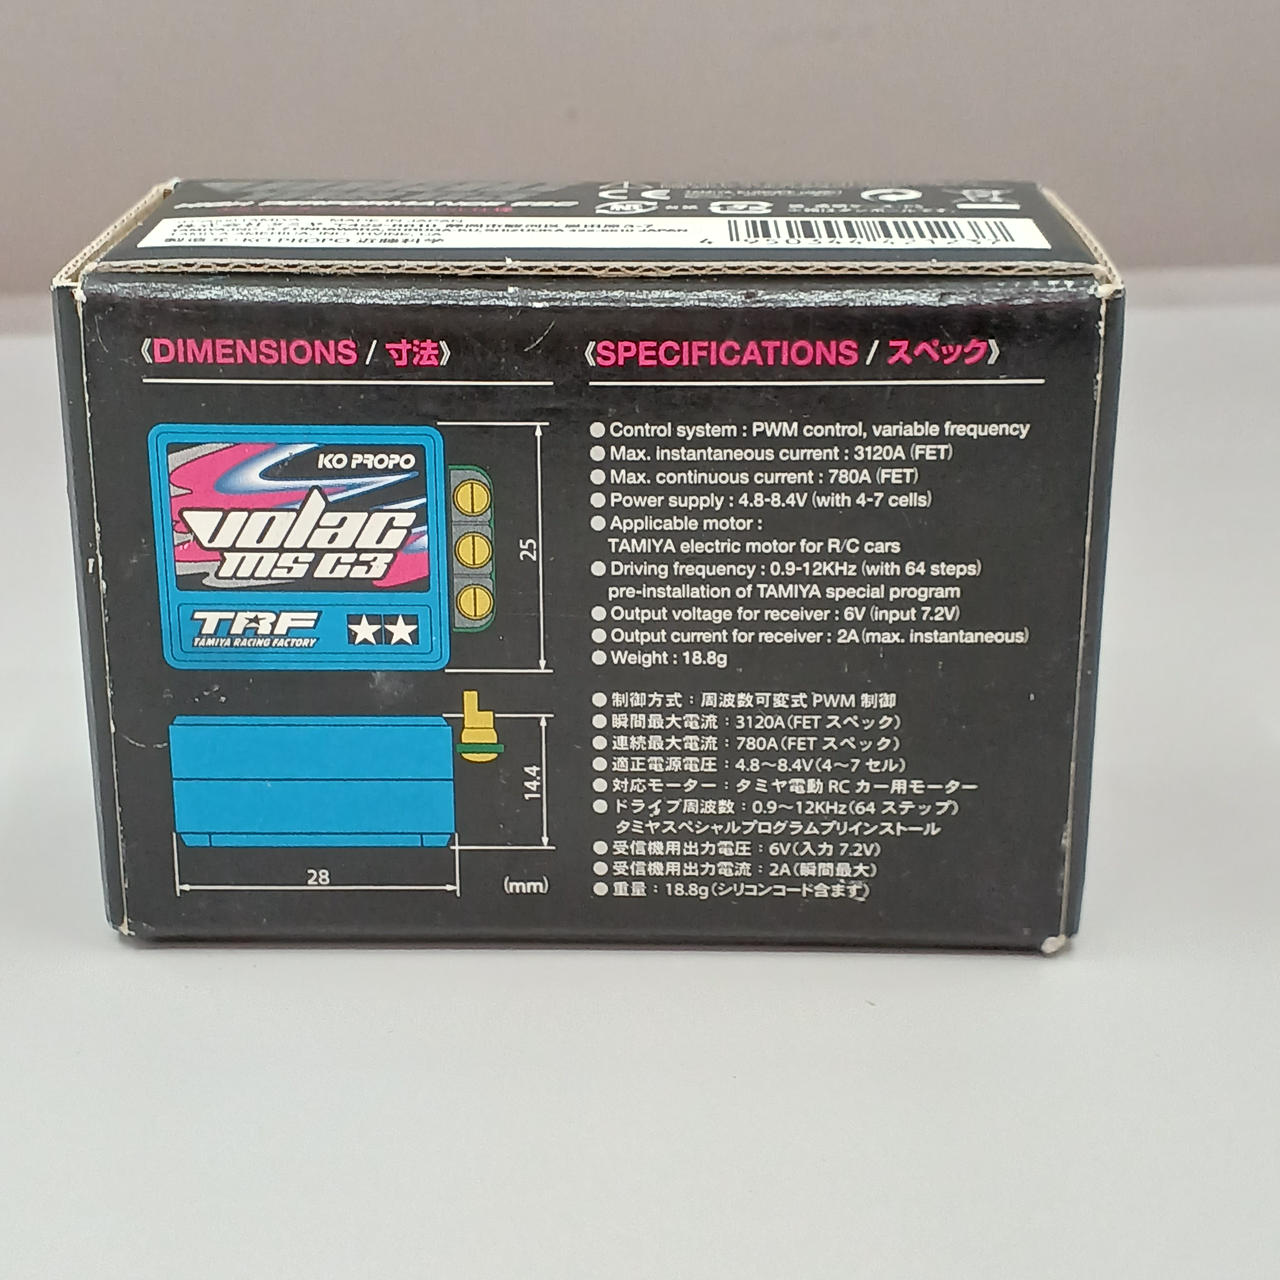 HIGH PERFORMANCE ESC
MADE IN JAPAN
《DIMENSIONS / 寸法》
KO PROPO
volac
MS C3
TRF
TAMIYA RACING FACTORY
25
14.4
28
(mm)
《SPECIFICATIONS / スペック》
●Control system : PWM control, variable frequency
●Max. instantaneous current : 3120A (FET)
●Max. continuous current : 780A (FET)
●Power supply : 4.8-8.4V (with 4-7 cells)
●Applicable motor :
TAMIYA electric motor for R/C cars
●Driving frequency : 0.9-12KHz (with 64 steps)
pre-installation of TAMIYA special program
●Output voltage for receiver : 6V (input 7.2V)
●Output current for receiver : 2A (max. instantaneous)
●Weight : 18.8g
●制御方式：周波数可変式 PWM 制御
●瞬間最大電流：3120A(FET スペック)
●連続最大電流：780A(FET スペック)
●適正電源電圧：4.8～8.4V(4～7 セル)
●対応モーター：タミヤ電動 RC カー用モーター
●ドライブ周波数：0.9～12KHz(64 ステップ)
タミヤスペシャルプログラムプリインストール
●受信機用出力電圧：6V(入力 7.2V)
●受信機用出力電流：2A(瞬間最大)
●重量：18.8g(シリコンコード含まず)